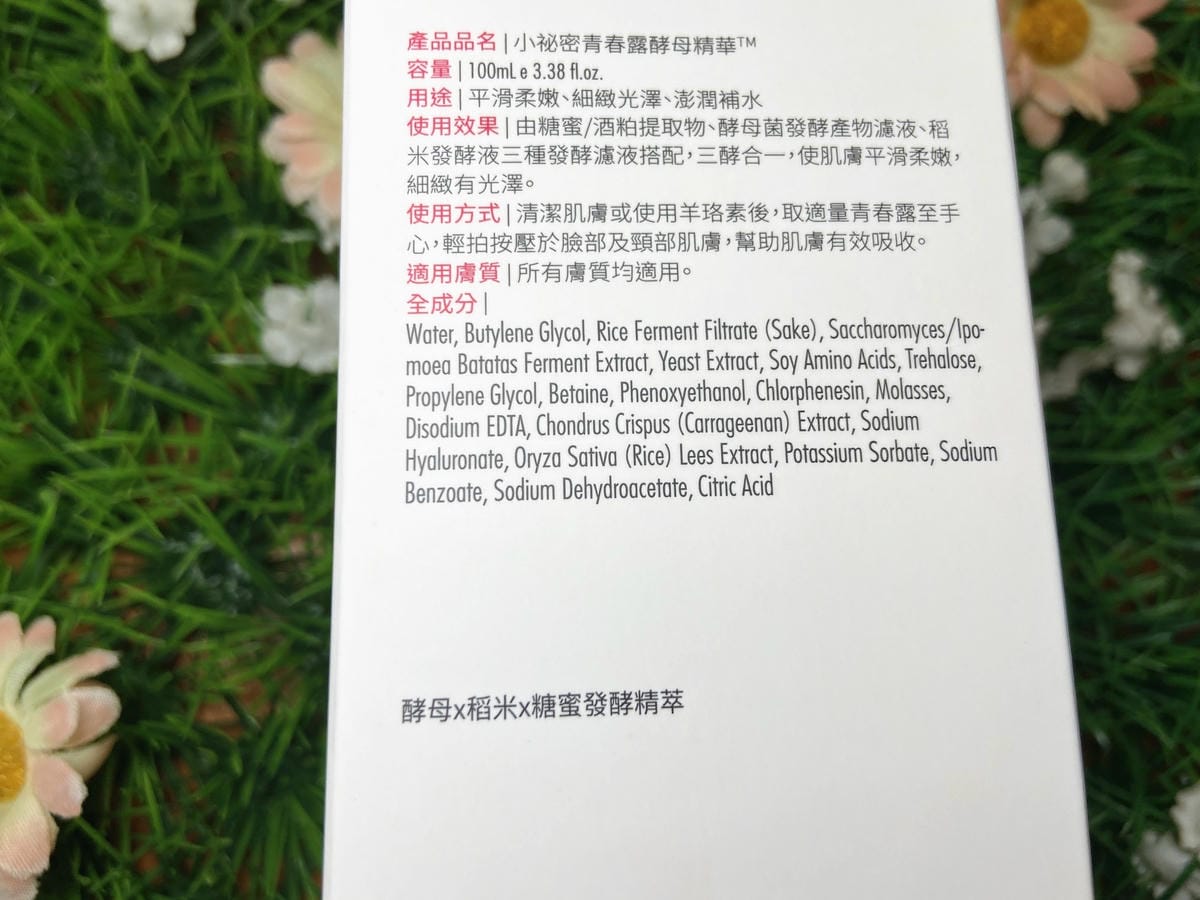 產品品名|小祕密青春露酵母精華™
容量|100mL e 3.38 fl.oz.
用途|平滑柔嫩、細緻光澤、澎潤補水
使用效果|由糖蜜/酒粕提取物、酵母菌發酵產物濾液、稻
米發酵液三種發酵濾液搭配，三酵合一，使肌膚平滑柔嫩，
細緻有光澤。
使用方式|清潔肌膚或使用羊珞素後，取適量青春露至手
心，輕拍按壓於臉部及頸部肌膚，幫助肌膚有效吸收。
適用膚質|所有膚質均適用。
全成分|
Water, Butylene Glycol, Rice Ferment Filtrate (Sake), Saccharomyces/Ipo-
moea Batatas Ferment Extract, Yeast Extract, Soy Amino Acids, Trehalose,
Propylene Glycol, Betaine, Phenoxyethanol, Chlorphenesin, Molasses,
Disodium EDTA, Chondrus Crispus (Carrageenan) Extract, Sodium
Hyaluronate, Oryza Sativa (Rice) Lees Extract, Potassium Sorbate, Sodium
Benzoate, Sodium Dehydroacetate, Citric Acid
酵母x稻米x糖蜜發酵精萃